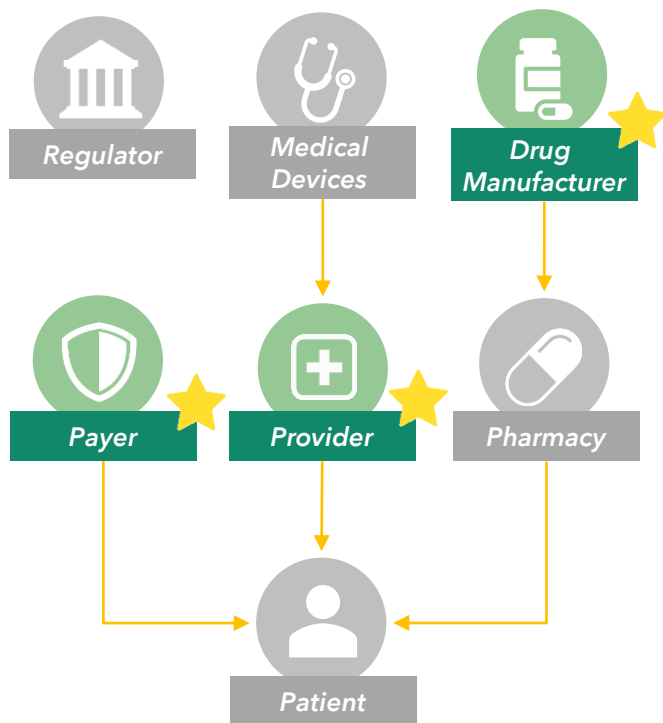 Regulator
Medical
Devices
Drug
Manufacturer
Payer
Provider
Pharmacy
Patient